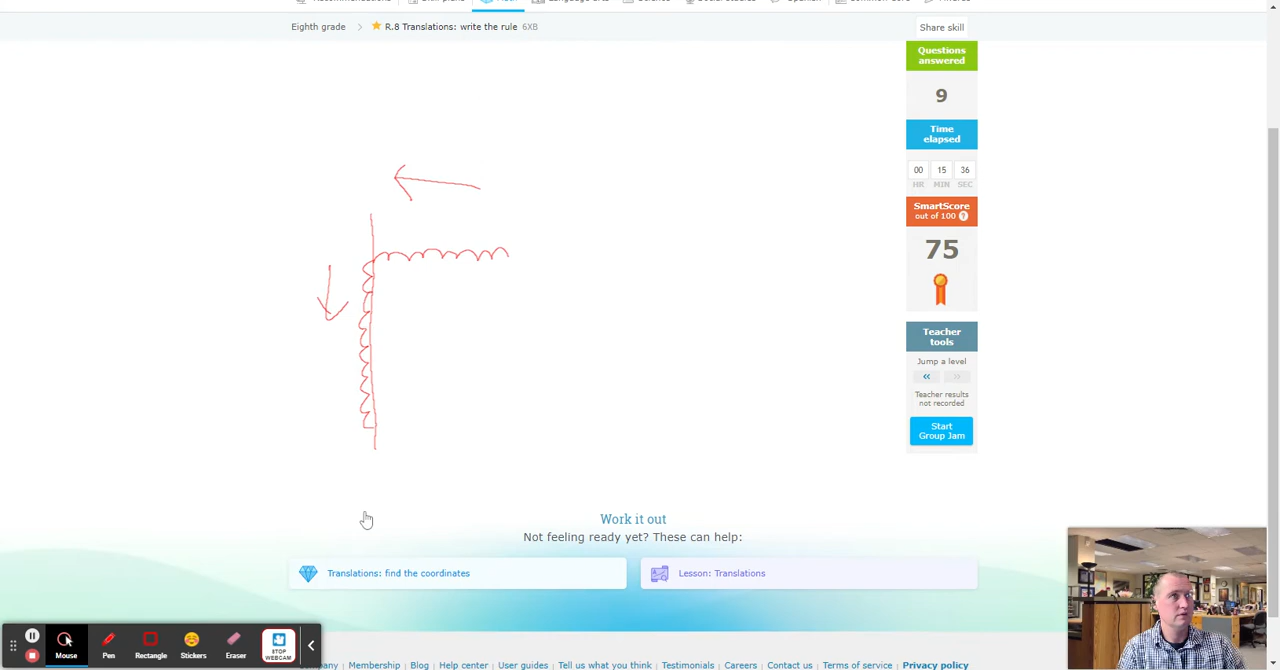 Eighth grade > R.8 Translations: write the rule 6XB
Share skill
Questions answered
9
Time elapsed
00 15 36
HR MIN SEC
SmartScore
out of 100 ?
75
Teacher tools
Jump a level
« »
Teacher results not recorded
Start Group Jam
Work it out
Not feeling ready yet? These can help:
Translations: find the coordinates
Lesson: Translations
Mouse Pen Rectangle Stickers Eraser STOP WEBCAM
Company Membership Blog Help center User guides Tell us what you think Testimonials Careers Contact us Terms of service Privacy policy